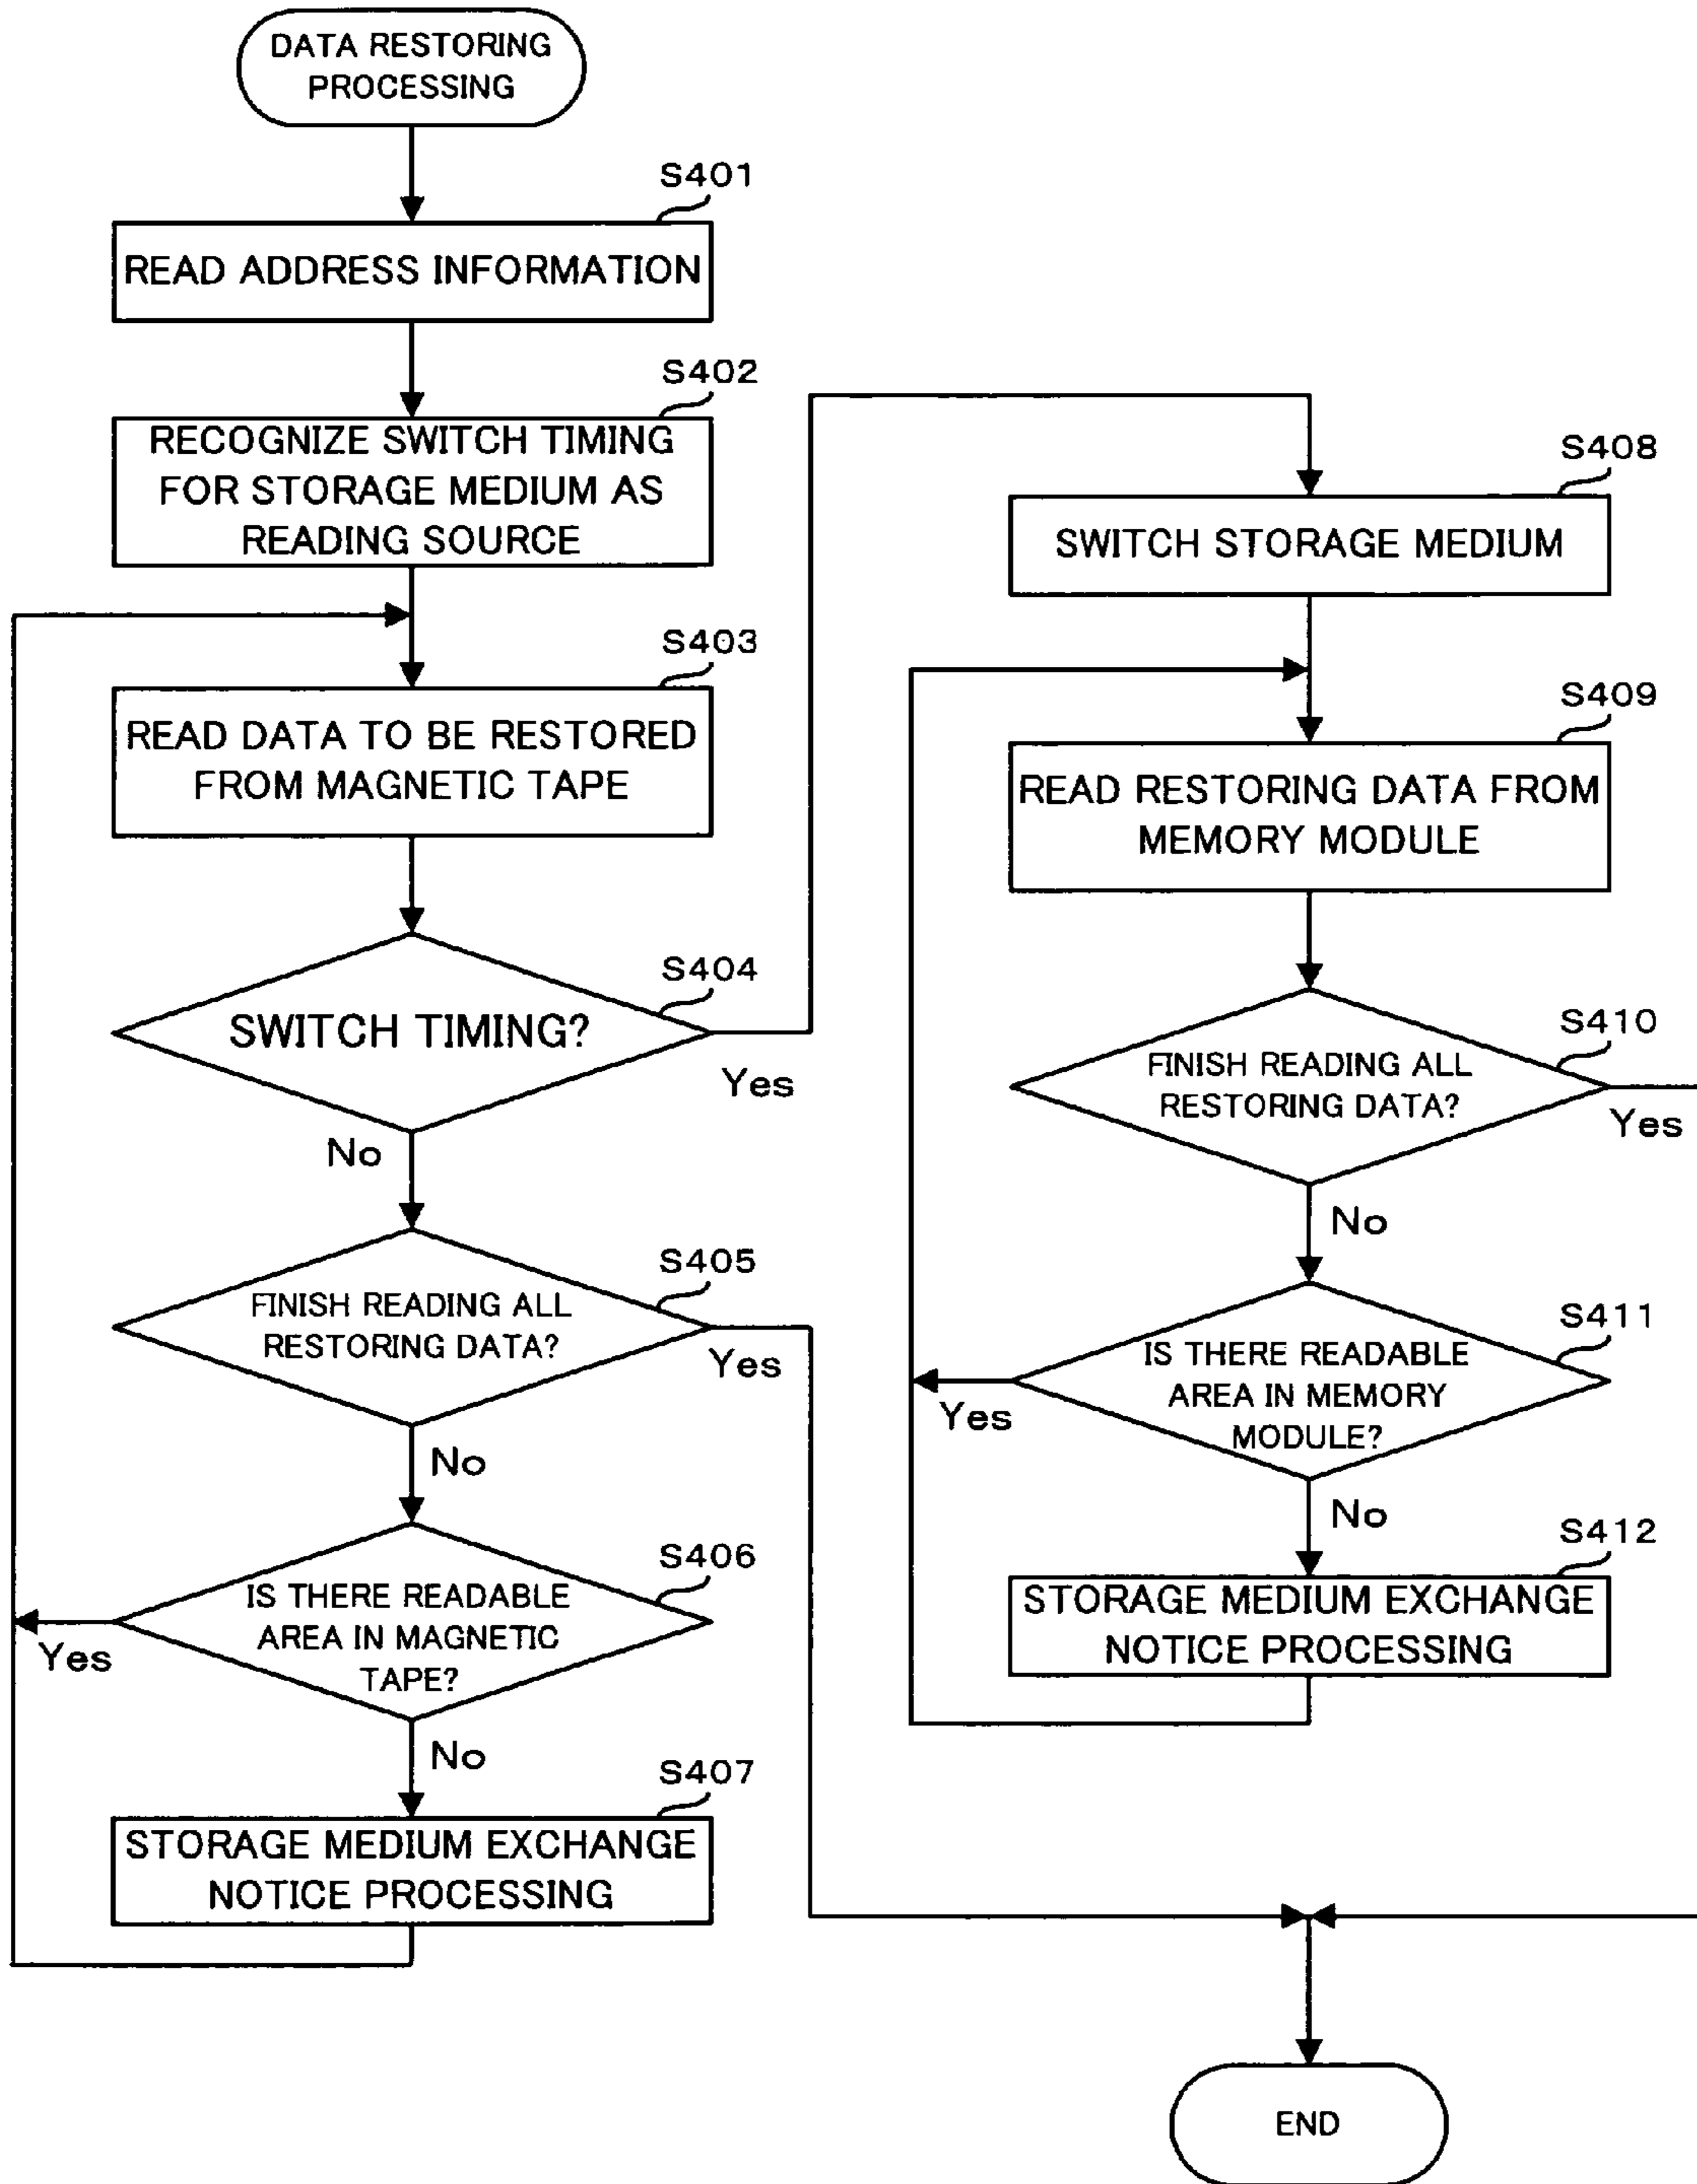 DATA RESTORING
PROCESSING
S401
READ ADDRESS INFORMATION
S402
RECOGNIZE SWITCH TIMING
FOR STORAGE MEDIUM AS
READING SOURCE
S403
READ DATA TO BE RESTORED
FROM MAGNETIC TAPE
S404
SWITCH TIMING?
Yes
No
S405
FINISH READING ALL
RESTORING DATA?
Yes
No
S406
IS THERE READABLE
AREA IN MAGNETIC
TAPE?
Yes
No
S407
STORAGE MEDIUM EXCHANGE
NOTICE PROCESSING
S408
SWITCH STORAGE MEDIUM
S409
READ RESTORING DATA FROM
MEMORY MODULE
S410
FINISH READING ALL
RESTORING DATA?
Yes
No
S411
IS THERE READABLE
AREA IN MEMORY
MODULE?
Yes
No
S412
STORAGE MEDIUM EXCHANGE
NOTICE PROCESSING
END